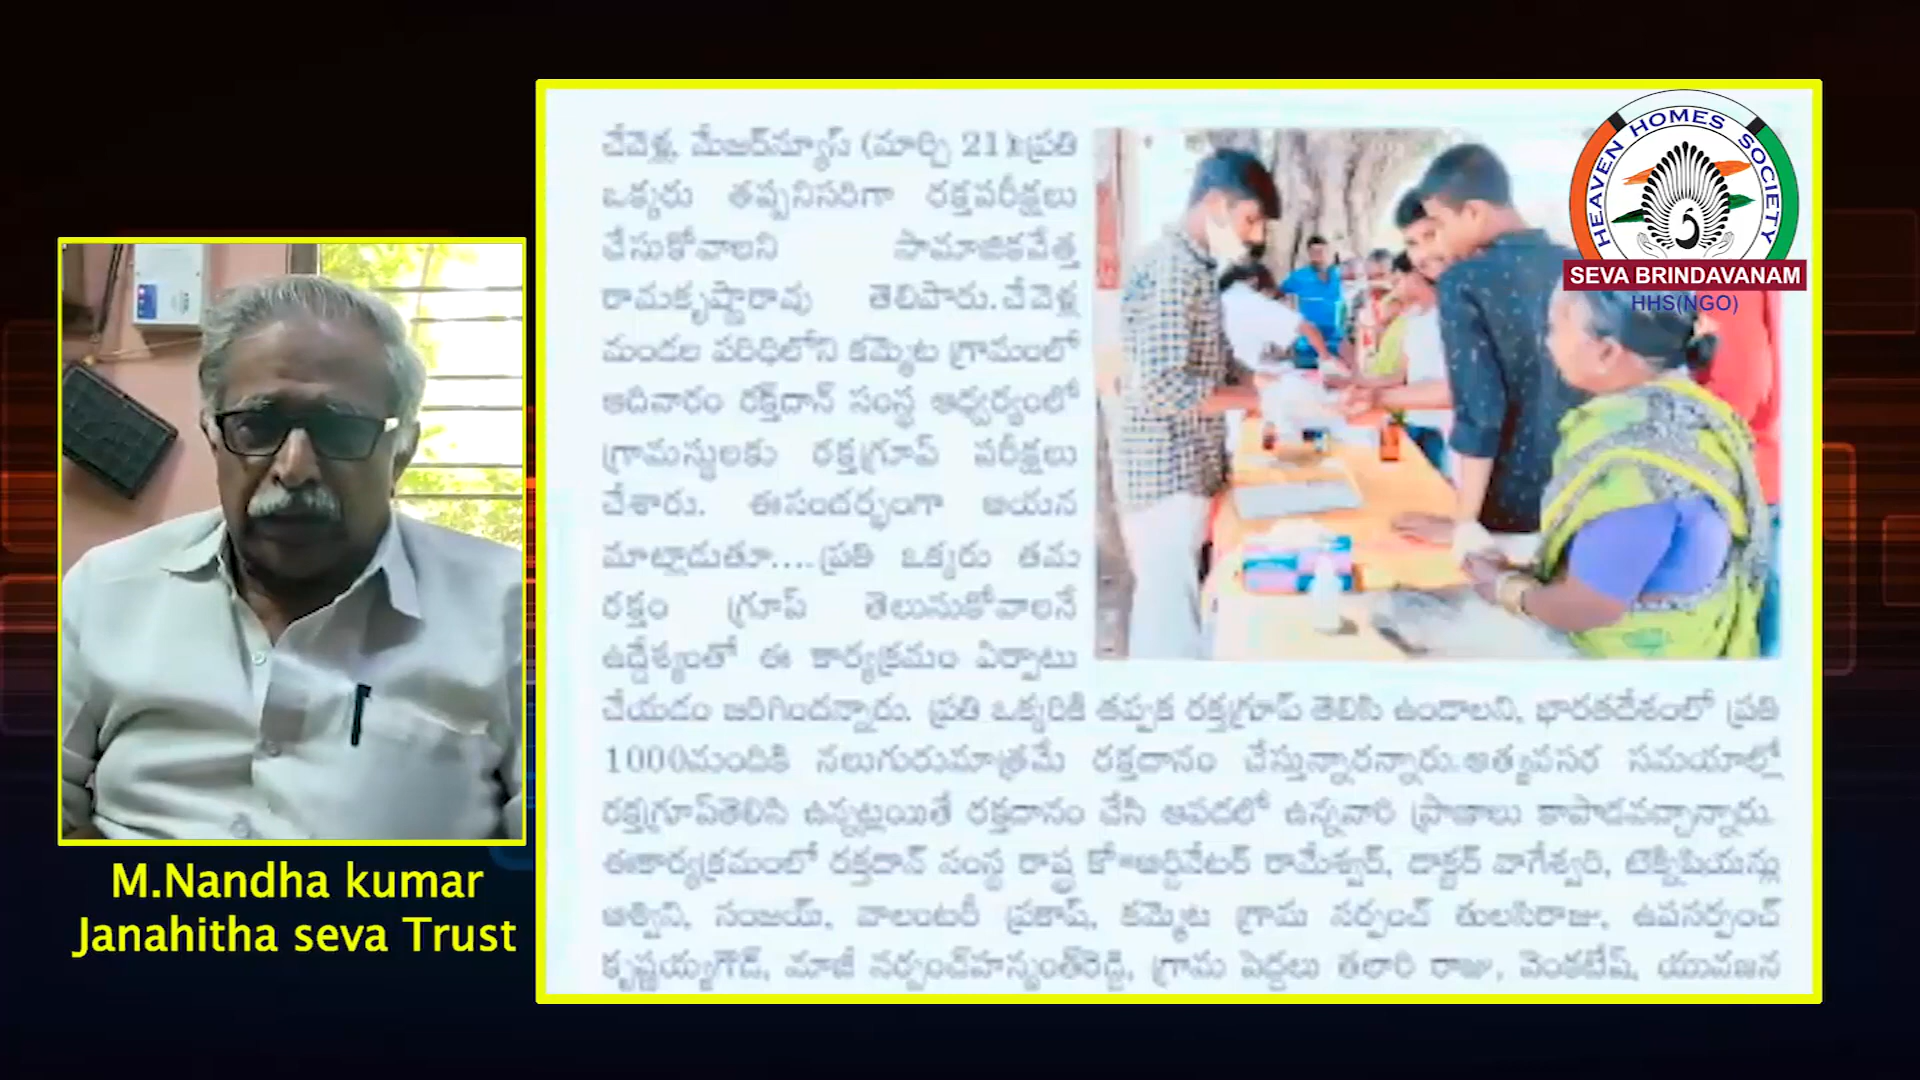 HEAVEN HOMES SOCIETY
SEVA BRINDAVANAM
HHS(NGO)
చేవెళ్ల, మేజర్‌న్యూస్ (మార్చి 21):ప్రతి
ఒక్కరు తప్పనిసరిగా రక్తపరీక్షలు
చేసుకోవాలని సామాజికవేత్త
రామకృష్ణారావు తెలిపారు.చేవెళ్ల
మండల పరిధిలోని కమ్మెట గ్రామంలో
ఆదివారం రక్త్‌దాన్ సంస్థ ఆధ్వర్యంలో
గ్రామస్థులకు రక్తగ్రూప్ పరీక్షలు
చేశారు. ఈసందర్భంగా ఆయన
మాట్లాడుతూ....ప్రతి ఒక్కరు తమ
రక్తం గ్రూప్ తెలుసుకోవాలనే
ఉద్దేశ్యంతో ఈ కార్యక్రమం ఏర్పాటు
చేయడం జరిగిందన్నారు. ప్రతి ఒక్కరికి తప్పక రక్తగ్రూప్ తెలిసి ఉండాలని, భారతదేశంలో ప్రతి
1000మందికి నలుగురుమాత్రమే రక్తదానం చేస్తున్నారన్నారు.అత్యవసర సమయాల్లో
రక్తగ్రూప్‌తెలిసి ఉన్నట్లయితే రక్తదానం చేసి ఆపదలో ఉన్నవారి ప్రాణాలు కాపాడవచ్చాన్నారు.
ఈకార్యక్రమంలో రక్తదాన్ సంస్థ రాష్ట్ర కో-ఆర్డినేటర్ రామేశ్వర్, డాక్టర్ వాగేశ్వరి, టెక్నీషియన్లు
అశ్విని, సంజయ్, వాలంటరీ ప్రకాష్, కమ్మెట గ్రామ సర్పంచ్ తులసిరాజు, ఉపసర్పంచ్
కృష్ణయ్యగౌడ్, మాజీ సర్పంచ్‌హన్మంత్‌రెడ్డి, గ్రామ పెద్దలు తలారి రాజు, వెంకటేష్, యువజన
M.Nandha kumar
Janahitha seva Trust